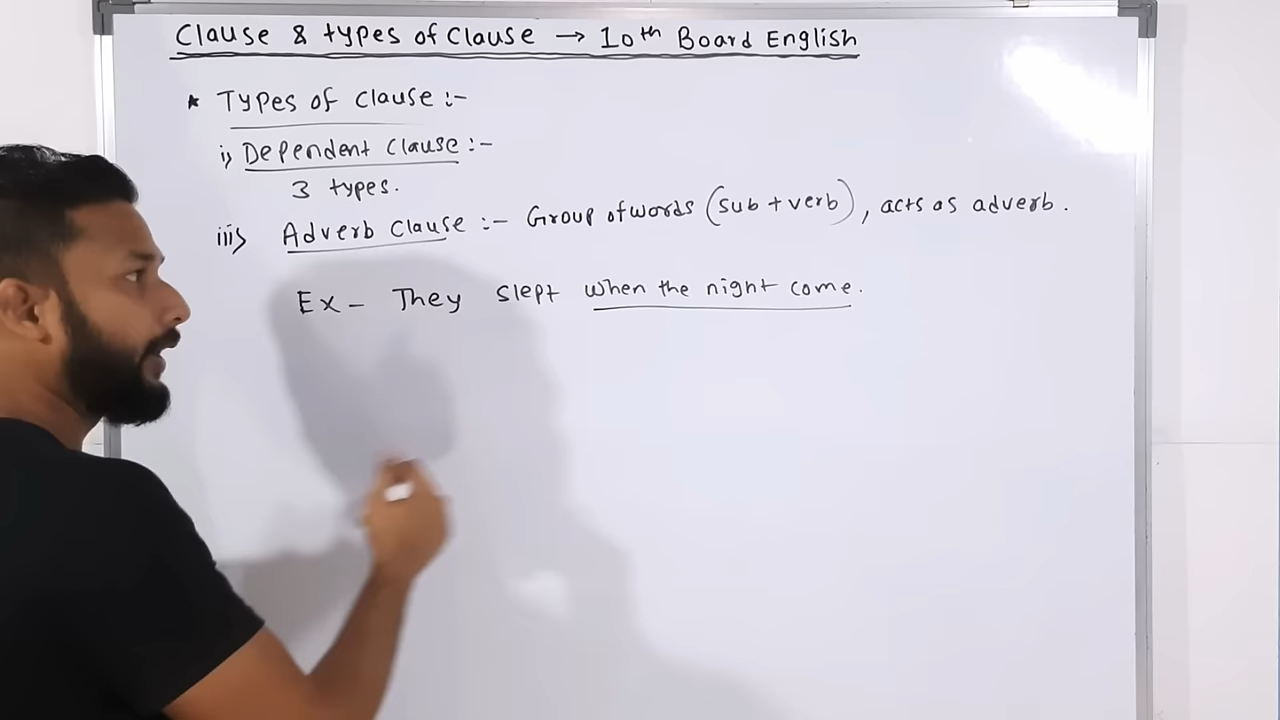 Clause & types of Clause → 10th Board English
* Types of Clause :-
i) Dependent Clause :-
3 types.
iii) Adverb Clause :- Group of words (sub + verb), acts as adverb.
Ex - They slept when the night come.